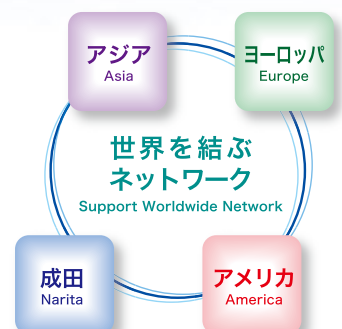 アジア
Asia
ヨーロッパ
Europe
世界を結ぶ
ネットワーク
Support Worldwide Network
成田
Narita
アメリカ
America